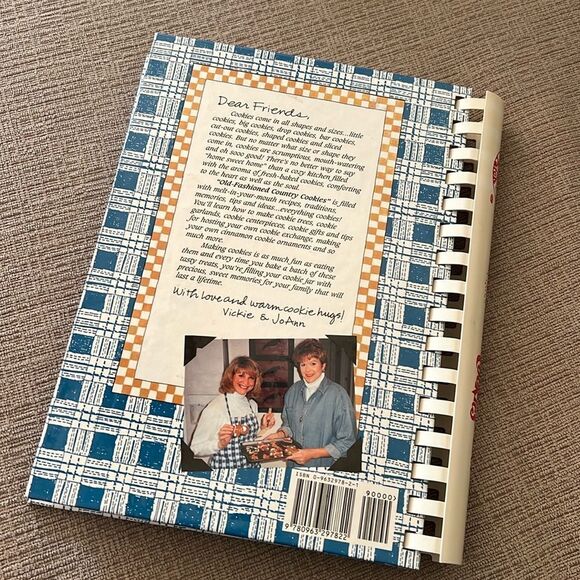 Dear Friends,
Cookies come in all shapes and sizes...little
cookies, big cookies, drop cookies, bar cookies,
cut-out cookies, shaped cookies and sliced
cookies. But no matter what size or shape they
come in, cookies are scrumptious, mouth-watering
and oh sooo good! There's no better way to say
"home sweet home" than a cozy kitchen filled
with the aroma of fresh-baked cookies, comforting
to the heart as well as the soul.
"Old-Fashioned Country Cookies" is filled
with melt-in-your-mouth recipes, traditions,
memories, tips and ideas...everything cookies!
You'll learn how to make cookie trees, cookie
garlands, cookie centerpieces, cookie gifts and tips
for hosting your own cookie exchange, making
your own cinnamon cookie ornaments and so
much more.
Making cookies is as much fun as eating
them and every time you bake a batch of these
tasty treats, you're filling your cookie jar with
precious, sweet memories for your family that will
last a lifetime.
With love and warm cookie hugs!
Vickie & JoAnn
ISBN 0-9632978-2-1
90000>
9 780963 297822